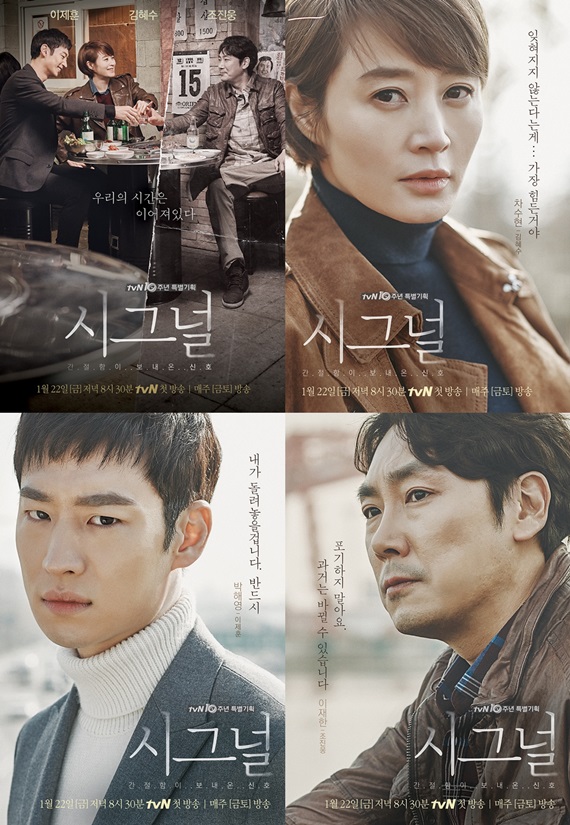 이제훈 김혜수 조진웅
15
우리의 시간은
이어져있다
tvN10주년 특별기획
시그널
간.절.함.이..보.내.온..신.호
1월 22일[금]저녁 8시 30분 tvN 첫 방송 | 매주 [금토] 방송
잊혀지지
않는다는게… 가장 힘든거야
차수현·김혜수
tvN10주년 특별기획
시그널
간.절.함.이..보.내.온..신.호
1월 22일[금]저녁 8시 30분 tvN 첫 방송 | 매주 [금토] 방송
내가 돌려놓을겁니다. 반드시
박해영·이제훈
tvN10주년 특별기획
시그널
간.절.함.이..보.내.온..신.호
1월 22일[금]저녁 8시 30분 tvN 첫 방송 | 매주 [금토] 방송
포기하지 말아요.
과거는 바뀔 수 있습니다
이재한·조진웅
tvN10주년 특별기획
시그널
간.절.함.이..보.내.온..신.호
1월 22일[금]저녁 8시 30분 tvN 첫 방송 | 매주 [금토] 방송